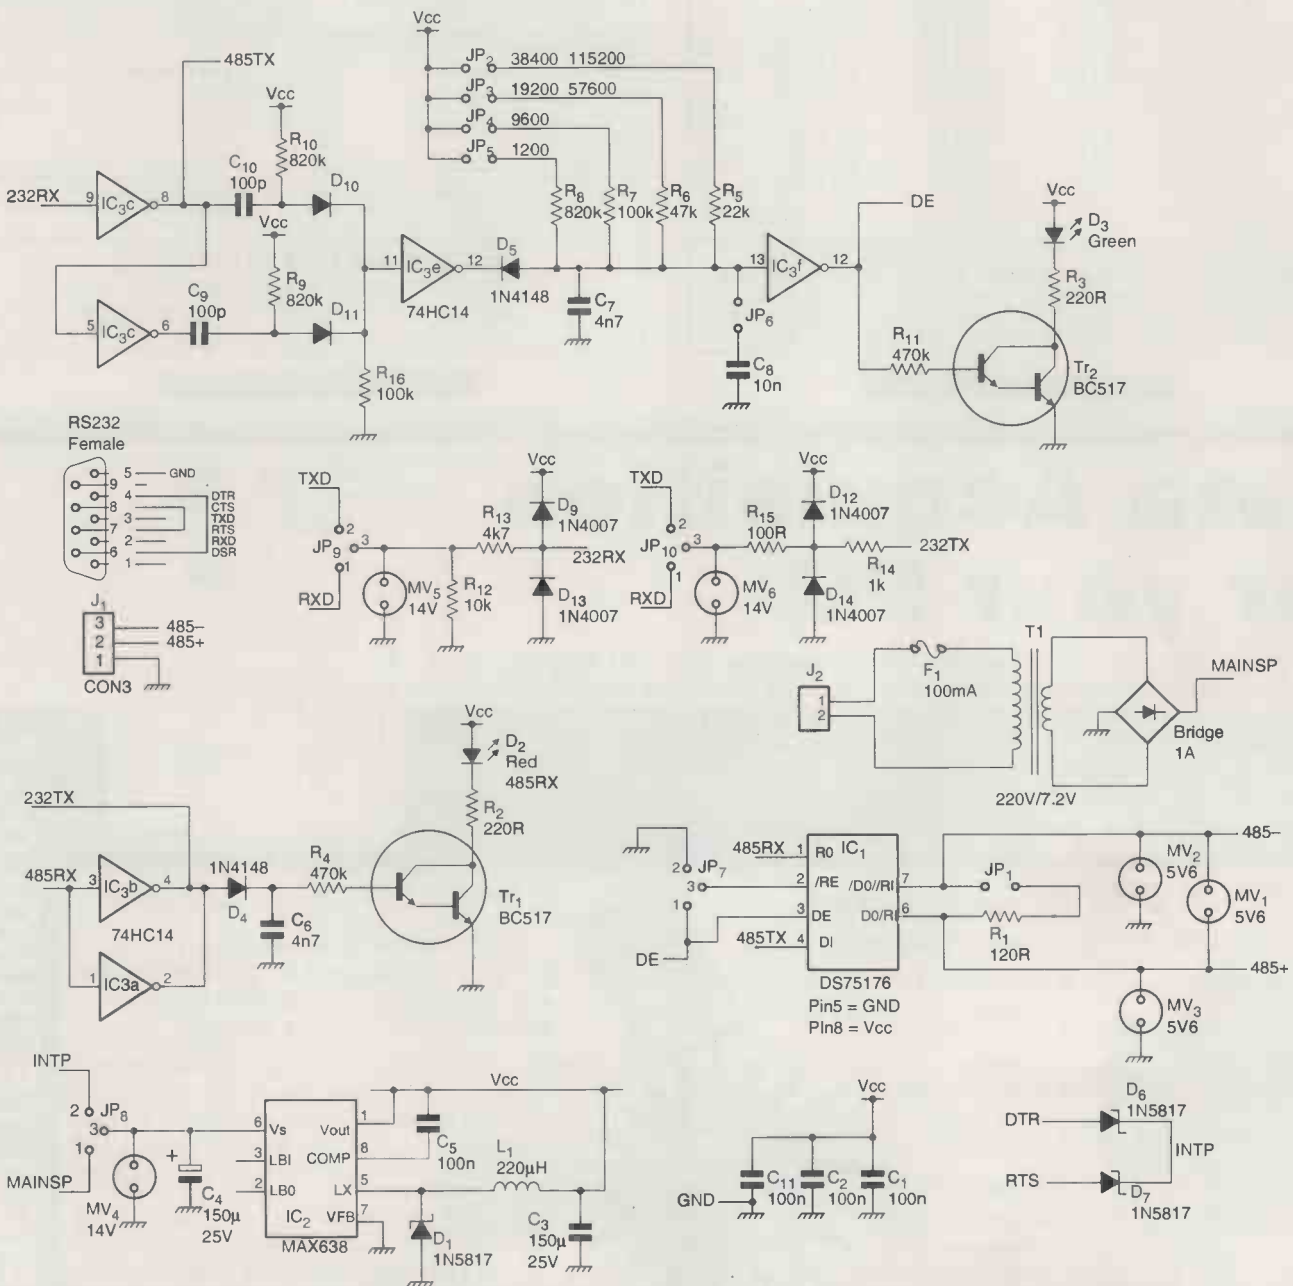 485TX
Vcc
R10
820k
C10
100p
D10
232RX
9 IC3c 8
Vcc
R9
820k
C9
100p
D11
5 IC3c 6
R16
100k
11 IC3e 12
74HC14
D5
1N4148
Vcc
JP2 38400 115200
JP3 19200 57600
JP4 9600
JP5 1200
R8
820k
R7
100k
R6
47k
R5
22k
C7
4n7
JP6
C8
10n
13 IC3f 12
DE
R11
470k
Vcc
D3
Green
R3
220R
Tr2
BC517
RS232
Female
5 GND
9
4 DTR
8 CTS
3 TXD
7 RTS
2 RXD
6 DSR
1
J1
3 485–
2 485+
1
CON3
TXD
2
JP9 3
1
RXD
MV5
14V
R12
10k
R13
4k7
Vcc
D9
1N4007
232RX
D13
1N4007
TXD
2
JP10 3
1
RXD
MV6
14V
R15
100R
Vcc
D12
1N4007
R14
1k
232TX
D14
1N4007
J2
1
2
F1
100mA
T1
220V/7.2V
MAINSP
Bridge
1A
232TX
485RX
3 IC3b 4
74HC14
1 IC3a 2
1N4148
D4
C6
4n7
R4
470k
Vcc
D2
Red
485RX
R2
220R
Tr1
BC517
2 JP7
3
1
DE
485RX 1 R0
2 /RE
3 DE
485TX 4 DI
IC1
/D0//RI 7
D0/RI 6
DS75176
Pin5 = GND
PIn8 = Vcc
JP1
R1
120R
MV2
5V6
MV1
5V6
MV3
5V6
485–
485+
INTP
2 JP8
3
1
MAINSP
MV4
14V
+
C4
150µ
25V
6 Vs
3 LBI
2 LB0
Vout 1
COMP 8
LX 5
VFB 7
IC2
MAX638
Vcc
C5
100n
L1
220µH
D1
1N5817
C3
150µ
25V
Vcc
GND
C11
100n
C2
100n
C1
100n
DTR
D6
1N5817
INTP
RTS
D7
1N5817